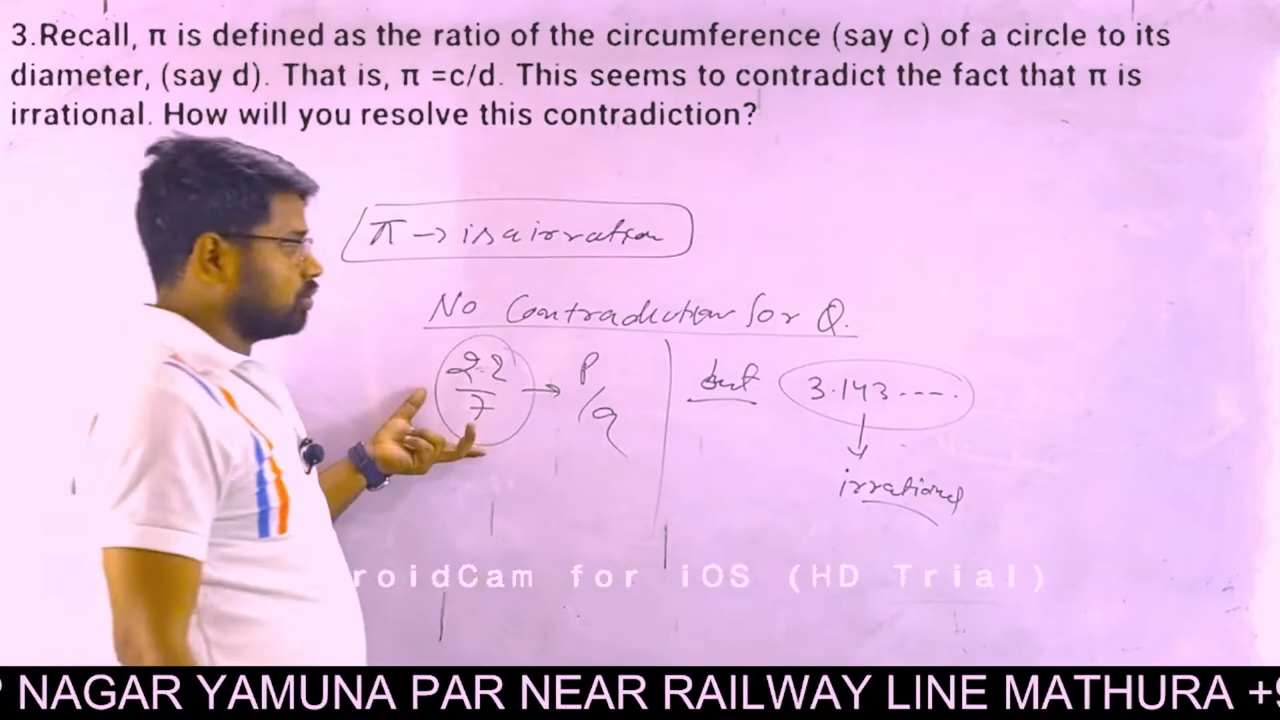 3.Recall, π is defined as the ratio of the circumference (say c) of a circle to its
diameter, (say d). That is, π =c/d. This seems to contradict the fact that π is
irrational. How will you resolve this contradiction?
π → is a irration
No Contradiction for Q.
22/7 → P/q but 3.143----.
irrational
roidCam for iOS (HD Trial)
P NAGAR YAMUNA PAR NEAR RAILWAY LINE MATHURA +9